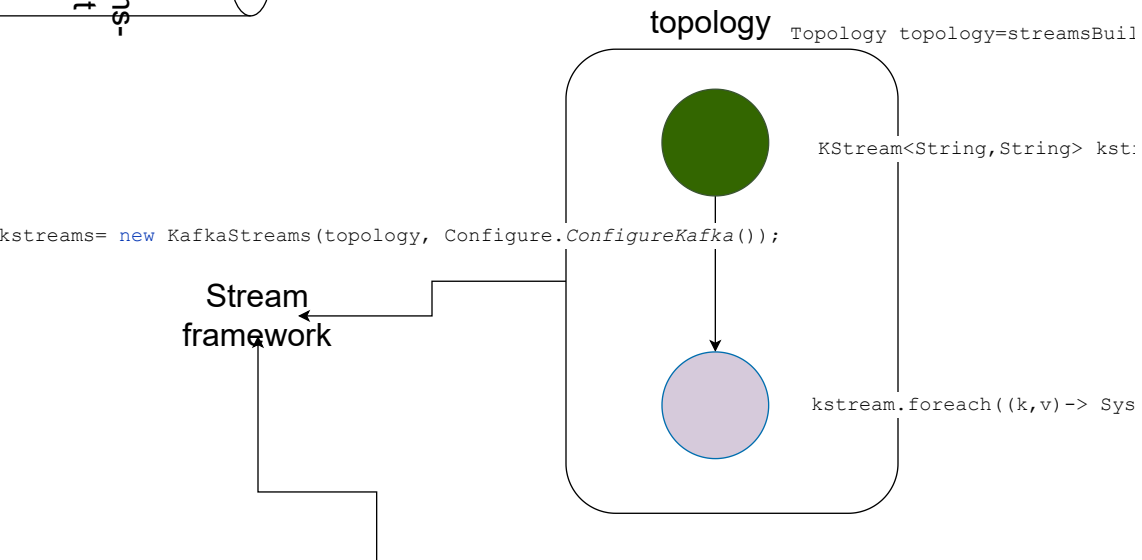 ns-
t
topology
Topology topology=streamsBuil
KStream<String,String> kst
kstreams= new KafkaStreams(topology, Configure.ConfigureKafka());
Stream
framework
kstream.foreach((k,v)-> Sys